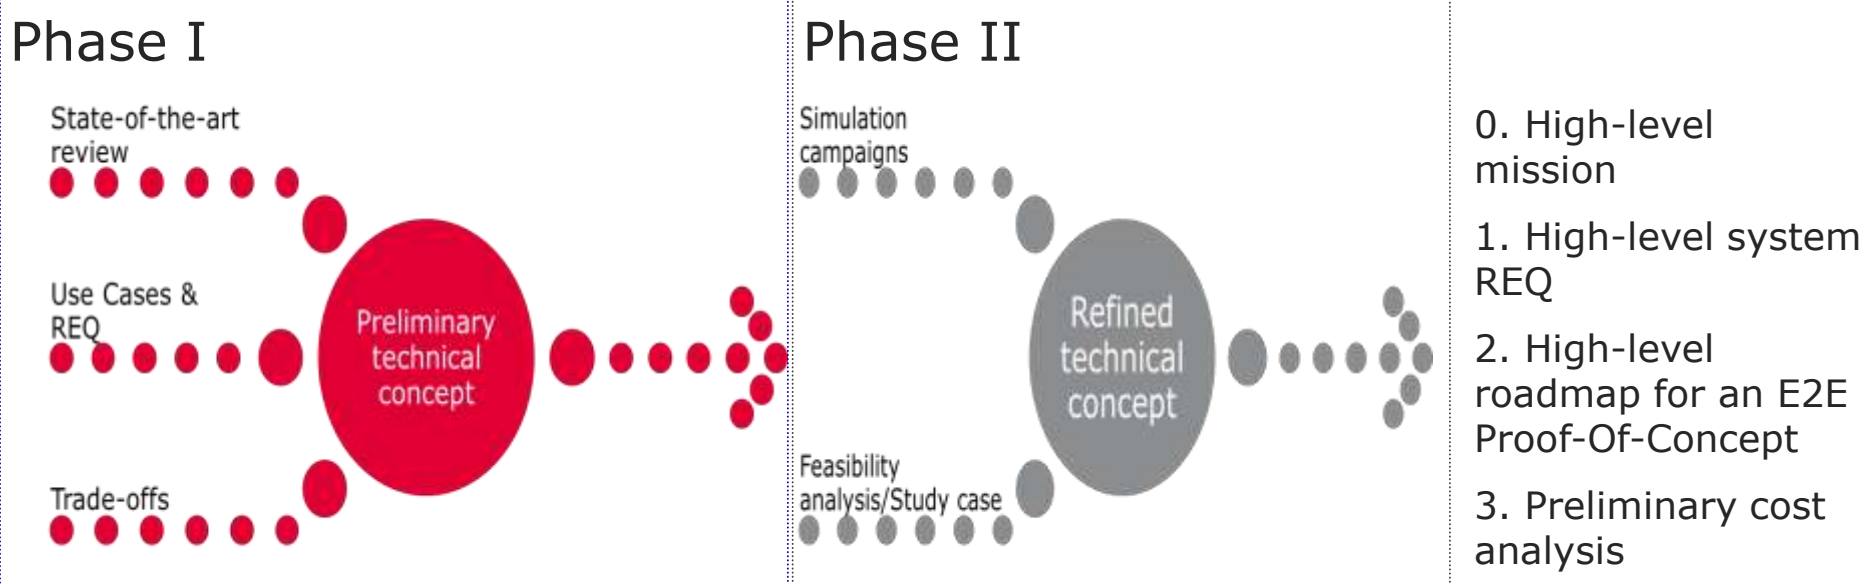 Phase I
State-of-the-art
review
Use Cases &
REQ
Trade-offs
Preliminary
technical
concept
Phase II
Simulation
campaigns
Feasibility
analysis/Study case
Refined
technical
concept
0. High-level
mission
1. High-level system
REQ
2. High-level
roadmap for an E2E
Proof-Of-Concept
3. Preliminary cost
analysis